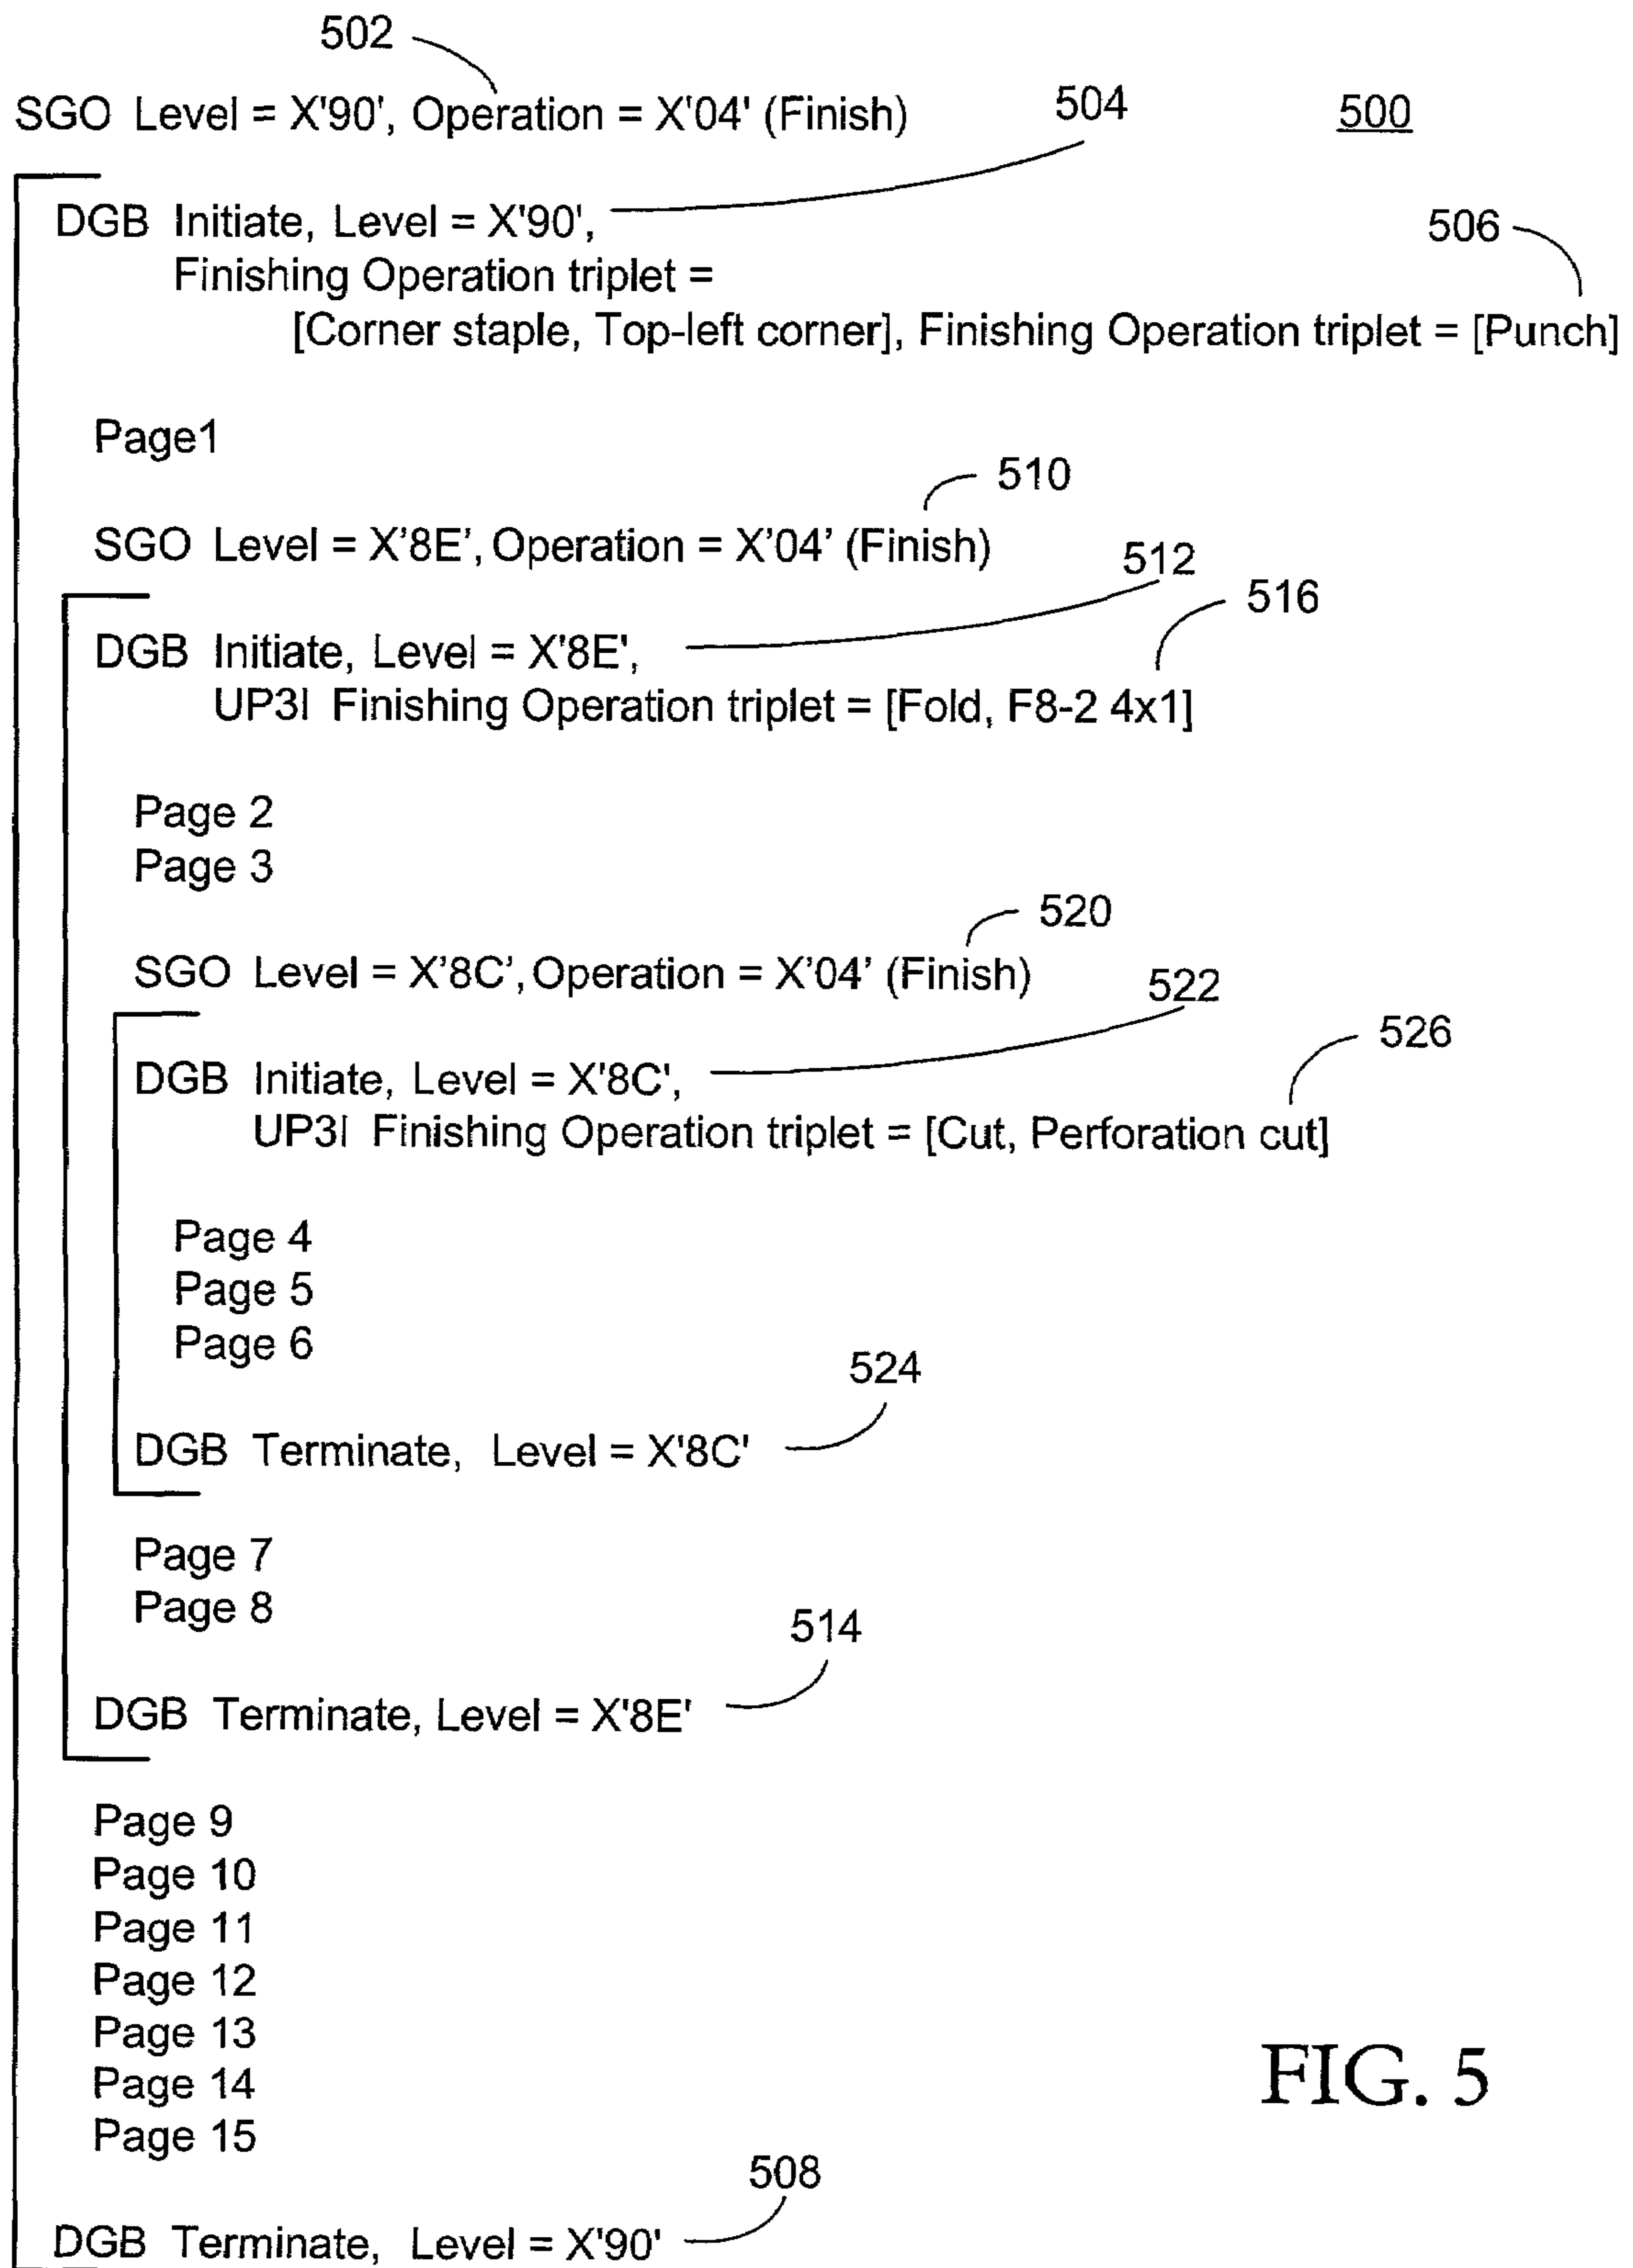 502
SGO Level = X'90', Operation = X'04' (Finish)
504
500
DGB Initiate, Level = X'90',
506
Finishing Operation triplet =
[Corner staple, Top-left corner], Finishing Operation triplet = [Punch]
Page1
510
SGO Level = X'8E', Operation = X'04' (Finish)
512
516
DGB Initiate, Level = X'8E',
UP3I Finishing Operation triplet = [Fold, F8-2 4x1]
Page 2
Page 3
520
SGO Level = X'8C', Operation = X'04' (Finish)
522
526
DGB Initiate, Level = X'8C',
UP3I Finishing Operation triplet = [Cut, Perforation cut]
Page 4
Page 5
Page 6
524
DGB Terminate, Level = X'8C'
Page 7
Page 8
514
DGB Terminate, Level = X'8E'
Page 9
Page 10
Page 11
Page 12
Page 13
Page 14
Page 15
FIG. 5
508
DGB Terminate, Level = X'90'